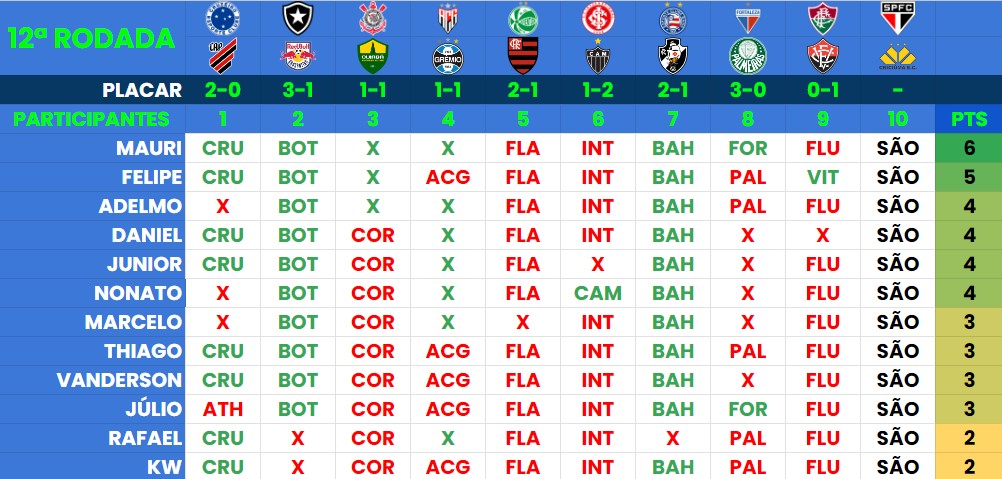 12ª RODADA
PLACAR 2-0 3-1 1-1 1-1 2-1 1-2 2-1 3-0 0-1 -
PARTICIPANTES 1 2 3 4 5 6 7 8 9 10 PTS
MAURI CRU BOT X X FLA INT BAH FOR FLU SÃO 6
FELIPE CRU BOT X ACG FLA INT BAH PAL VIT SÃO 5
ADELMO X BOT X X FLA INT BAH PAL FLU SÃO 4
DANIEL CRU BOT COR X FLA INT BAH X X SÃO 4
JUNIOR CRU BOT COR X FLA X BAH X FLU SÃO 4
NONATO X BOT COR X FLA CAM BAH X FLU SÃO 4
MARCELO X BOT COR X X INT BAH X FLU SÃO 3
THIAGO CRU BOT COR ACG FLA INT BAH PAL FLU SÃO 3
VANDERSON CRU BOT COR ACG FLA INT BAH X FLU SÃO 3
JÚLIO ATH BOT COR ACG FLA INT BAH FOR FLU SÃO 3
RAFAEL CRU X COR X FLA INT X PAL FLU SÃO 2
KW CRU X COR ACG FLA INT BAH PAL FLU SÃO 2